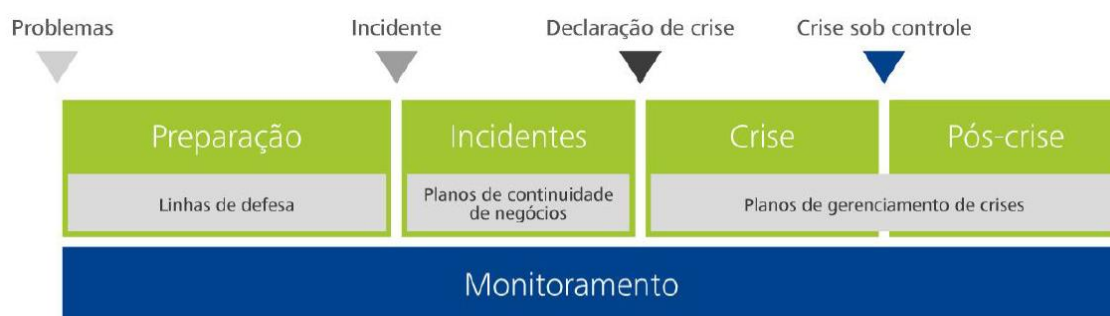 Problemas
Incidente
Declaração de crise
Crise sob controle
Preparação
Incidentes
Crise
Pós-crise
Linhas de defesa
Planos de continuidade
de negócios
Planos de gerenciamento de crises
Monitoramento